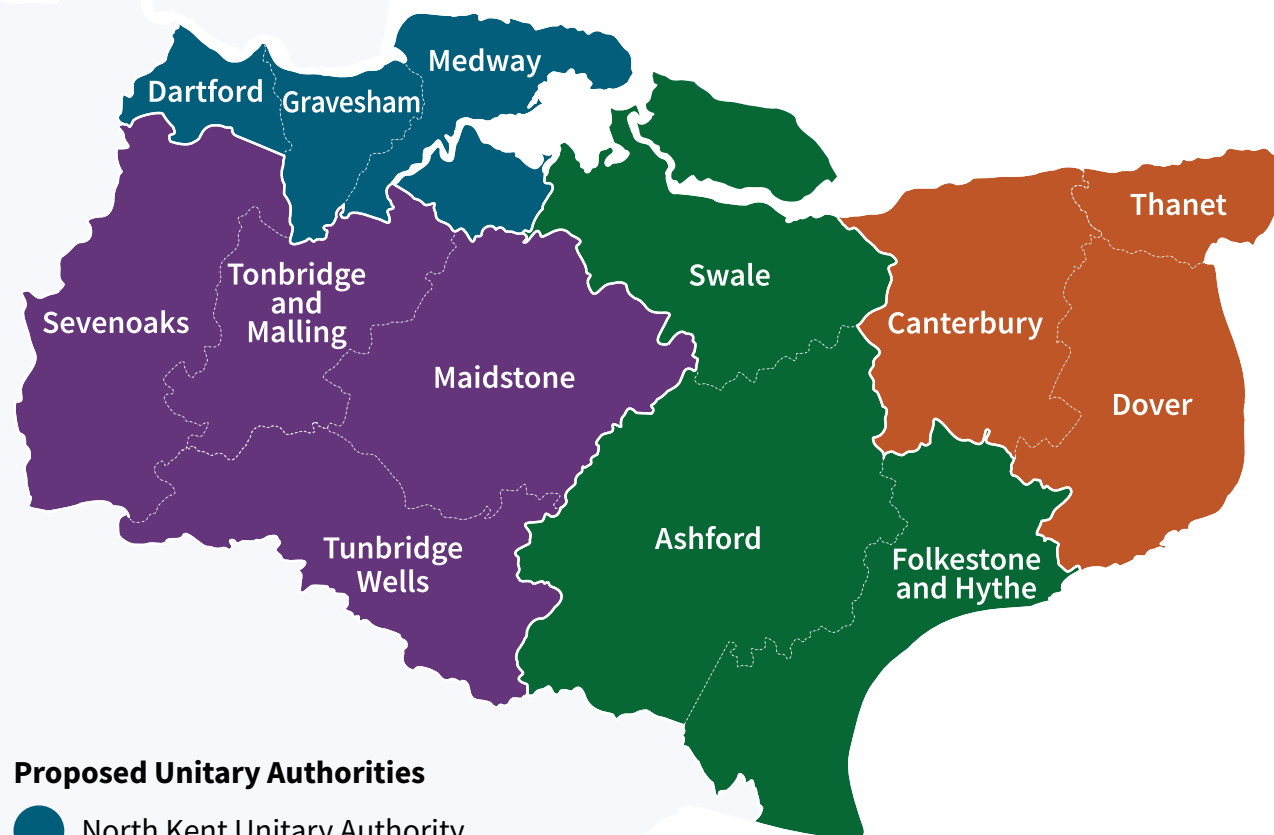 Medway
Dartford
Gravesham
Thanet
Tonbridge
and
Malling
Swale
Sevenoaks
Canterbury
Maidstone
Dover
Ashford
Tunbridge
Wells
Folkestone
and Hythe
Proposed Unitary Authorities
North Kent Unitary Authority